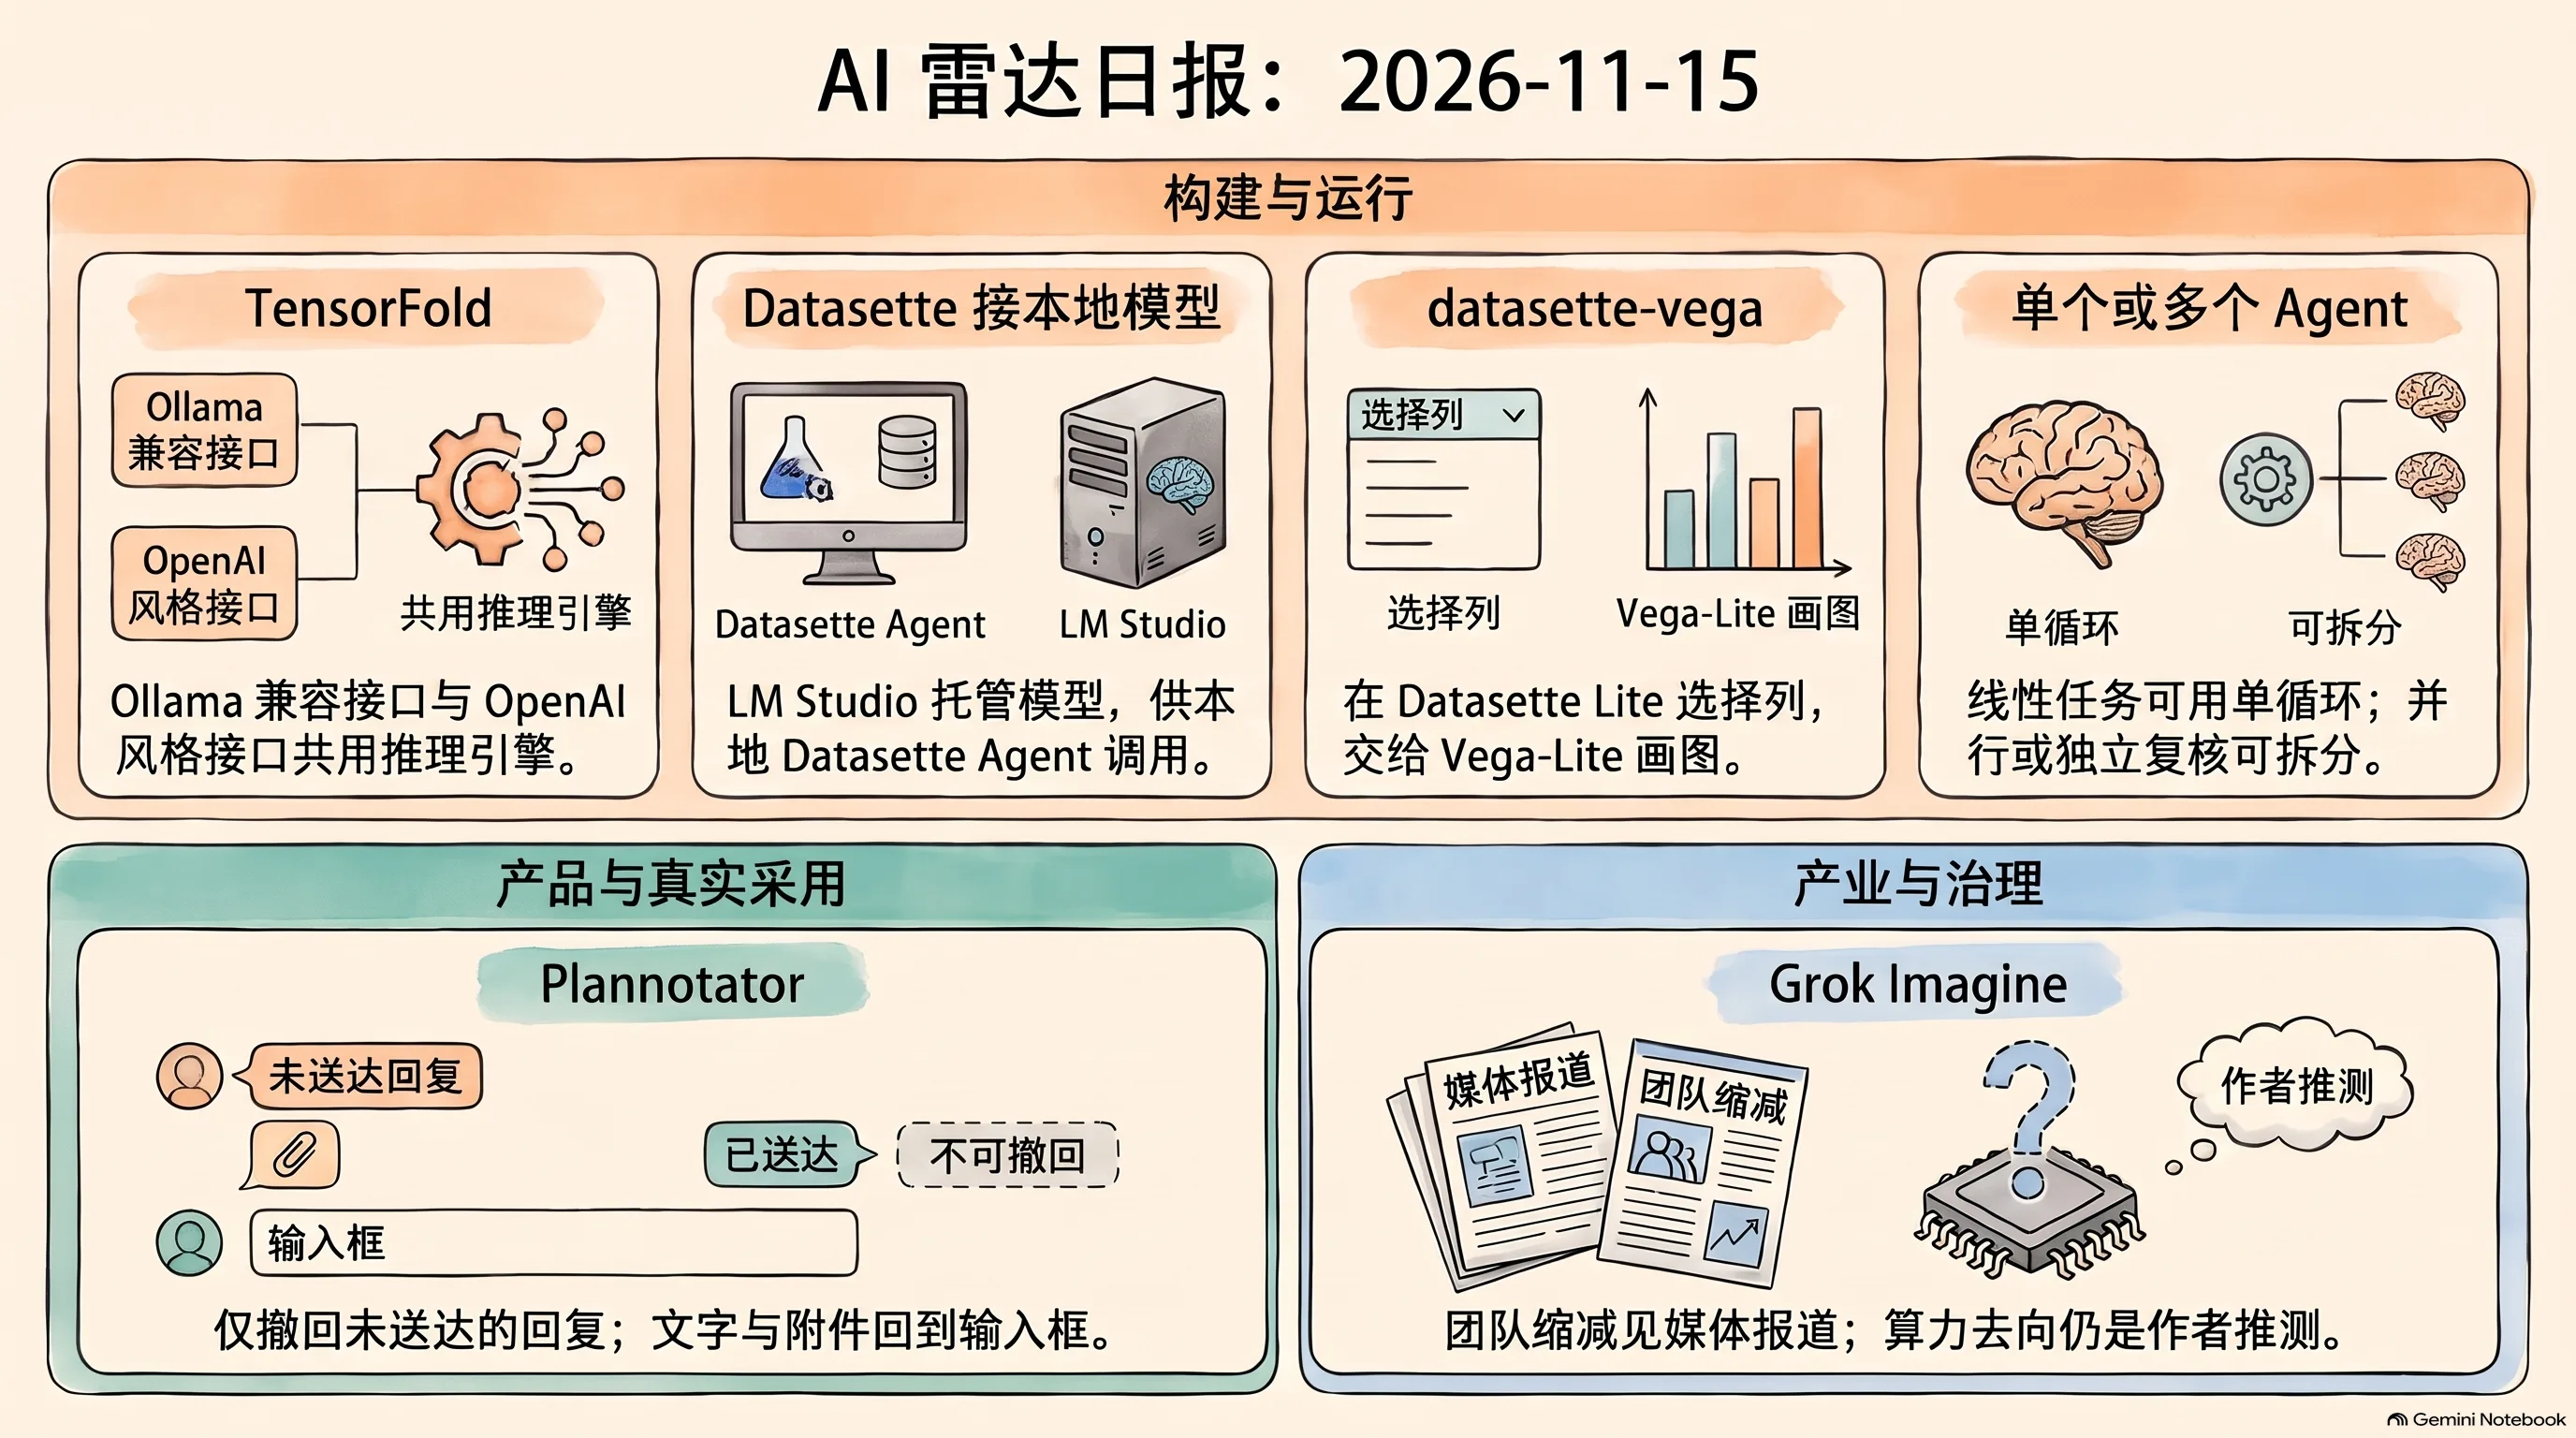 AI 雷达日报：2026-11-15
构建与运行
TensorFold
Ollama
兼容接口
OpenAI
风格接口
共用推理引擎
Ollama 兼容接口与 OpenAI
风格接口共用推理引擎。
Datasette 接本地模型
Datasette Agent
LM Studio
LM Studio 托管模型，供本
地 Datasette Agent 调用。
datasette-vega
选择列
选择列
Vega-Lite 画图
在 Datasette Lite 选择列，
交给 Vega-Lite 画图。
单个或多个 Agent
单循环
可拆分
线性任务可用单循环；并
行或独立复核可拆分。
产品与真实采用
Plannotator
未送达回复
已送达
不可撤回
输入框
仅撤回未送达的回复；文字与附件回到输入框。
产业与治理
Grok Imagine
媒体报道
团队缩减
作者推测
团队缩减见媒体报道；算力去向仍是作者推测。
Gemini Notebook